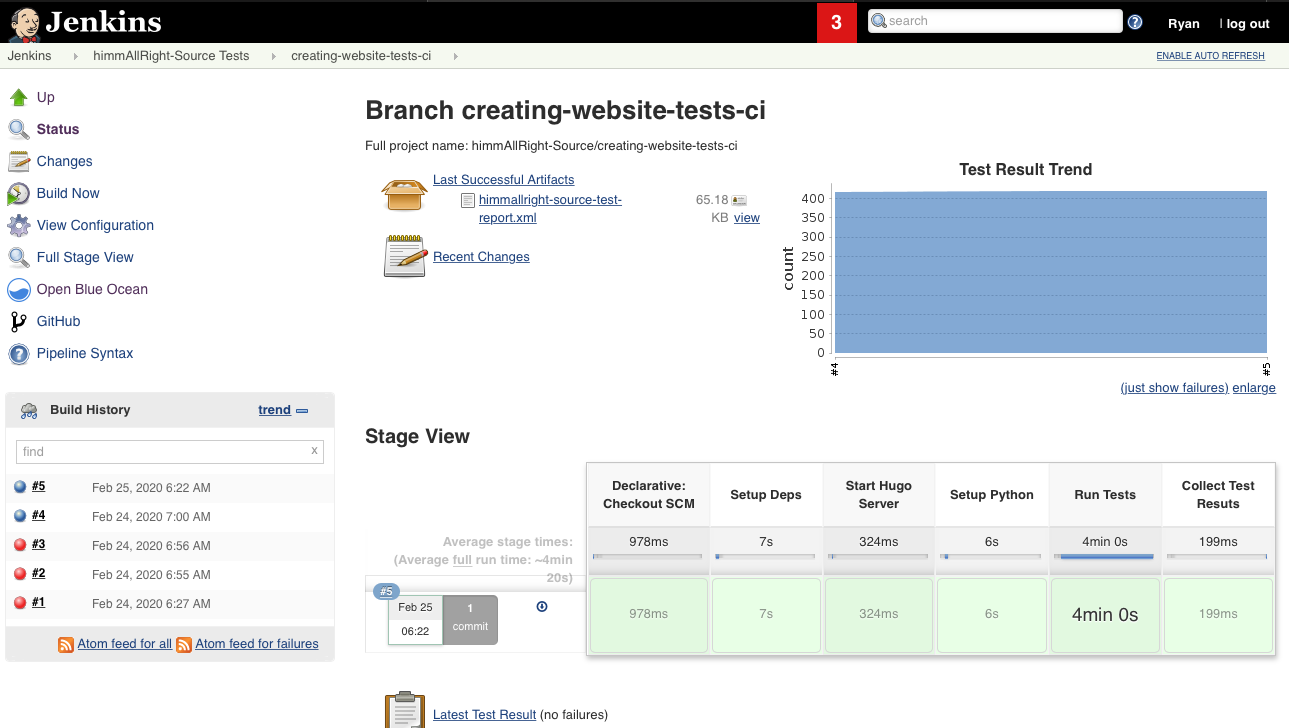 Jenkins
3
search
Ryan
| log out
Jenkins
himmAllRight-Source Tests
creating-website-tests-ci
ENABLE AUTO REFRESH
Up
Status
Changes
Build Now
View Configuration
Full Stage View
Open Blue Ocean
GitHub
Pipeline Syntax
Build History
trend
find
x
#5 Feb 25, 2020 6:22 AM
#4 Feb 24, 2020 7:00 AM
#3 Feb 24, 2020 6:56 AM
#2 Feb 24, 2020 6:55 AM
#1 Feb 24, 2020 6:27 AM
Atom feed for all Atom feed for failures
Branch creating-website-tests-ci
Full project name: himmAllRight-Source/creating-website-tests-ci
Last Successful Artifacts
himmallright-source-test-
report.xml
65.18
KB view
Recent Changes
Test Result Trend
count
400
350
300
250
200
150
100
50
0
#4
#5
(just show failures) enlarge
Stage View
Declarative:
Checkout SCM
Setup Deps
Start Hugo
Server
Setup Python
Run Tests
Collect Test
Resuts
Average stage times:
(Average full run time: ~4min
20s)
978ms
7s
324ms
6s
4min 0s
199ms
#5
Feb 25
06:22
1
commit
978ms
7s
324ms
6s
4min 0s
199ms
Latest Test Result (no failures)